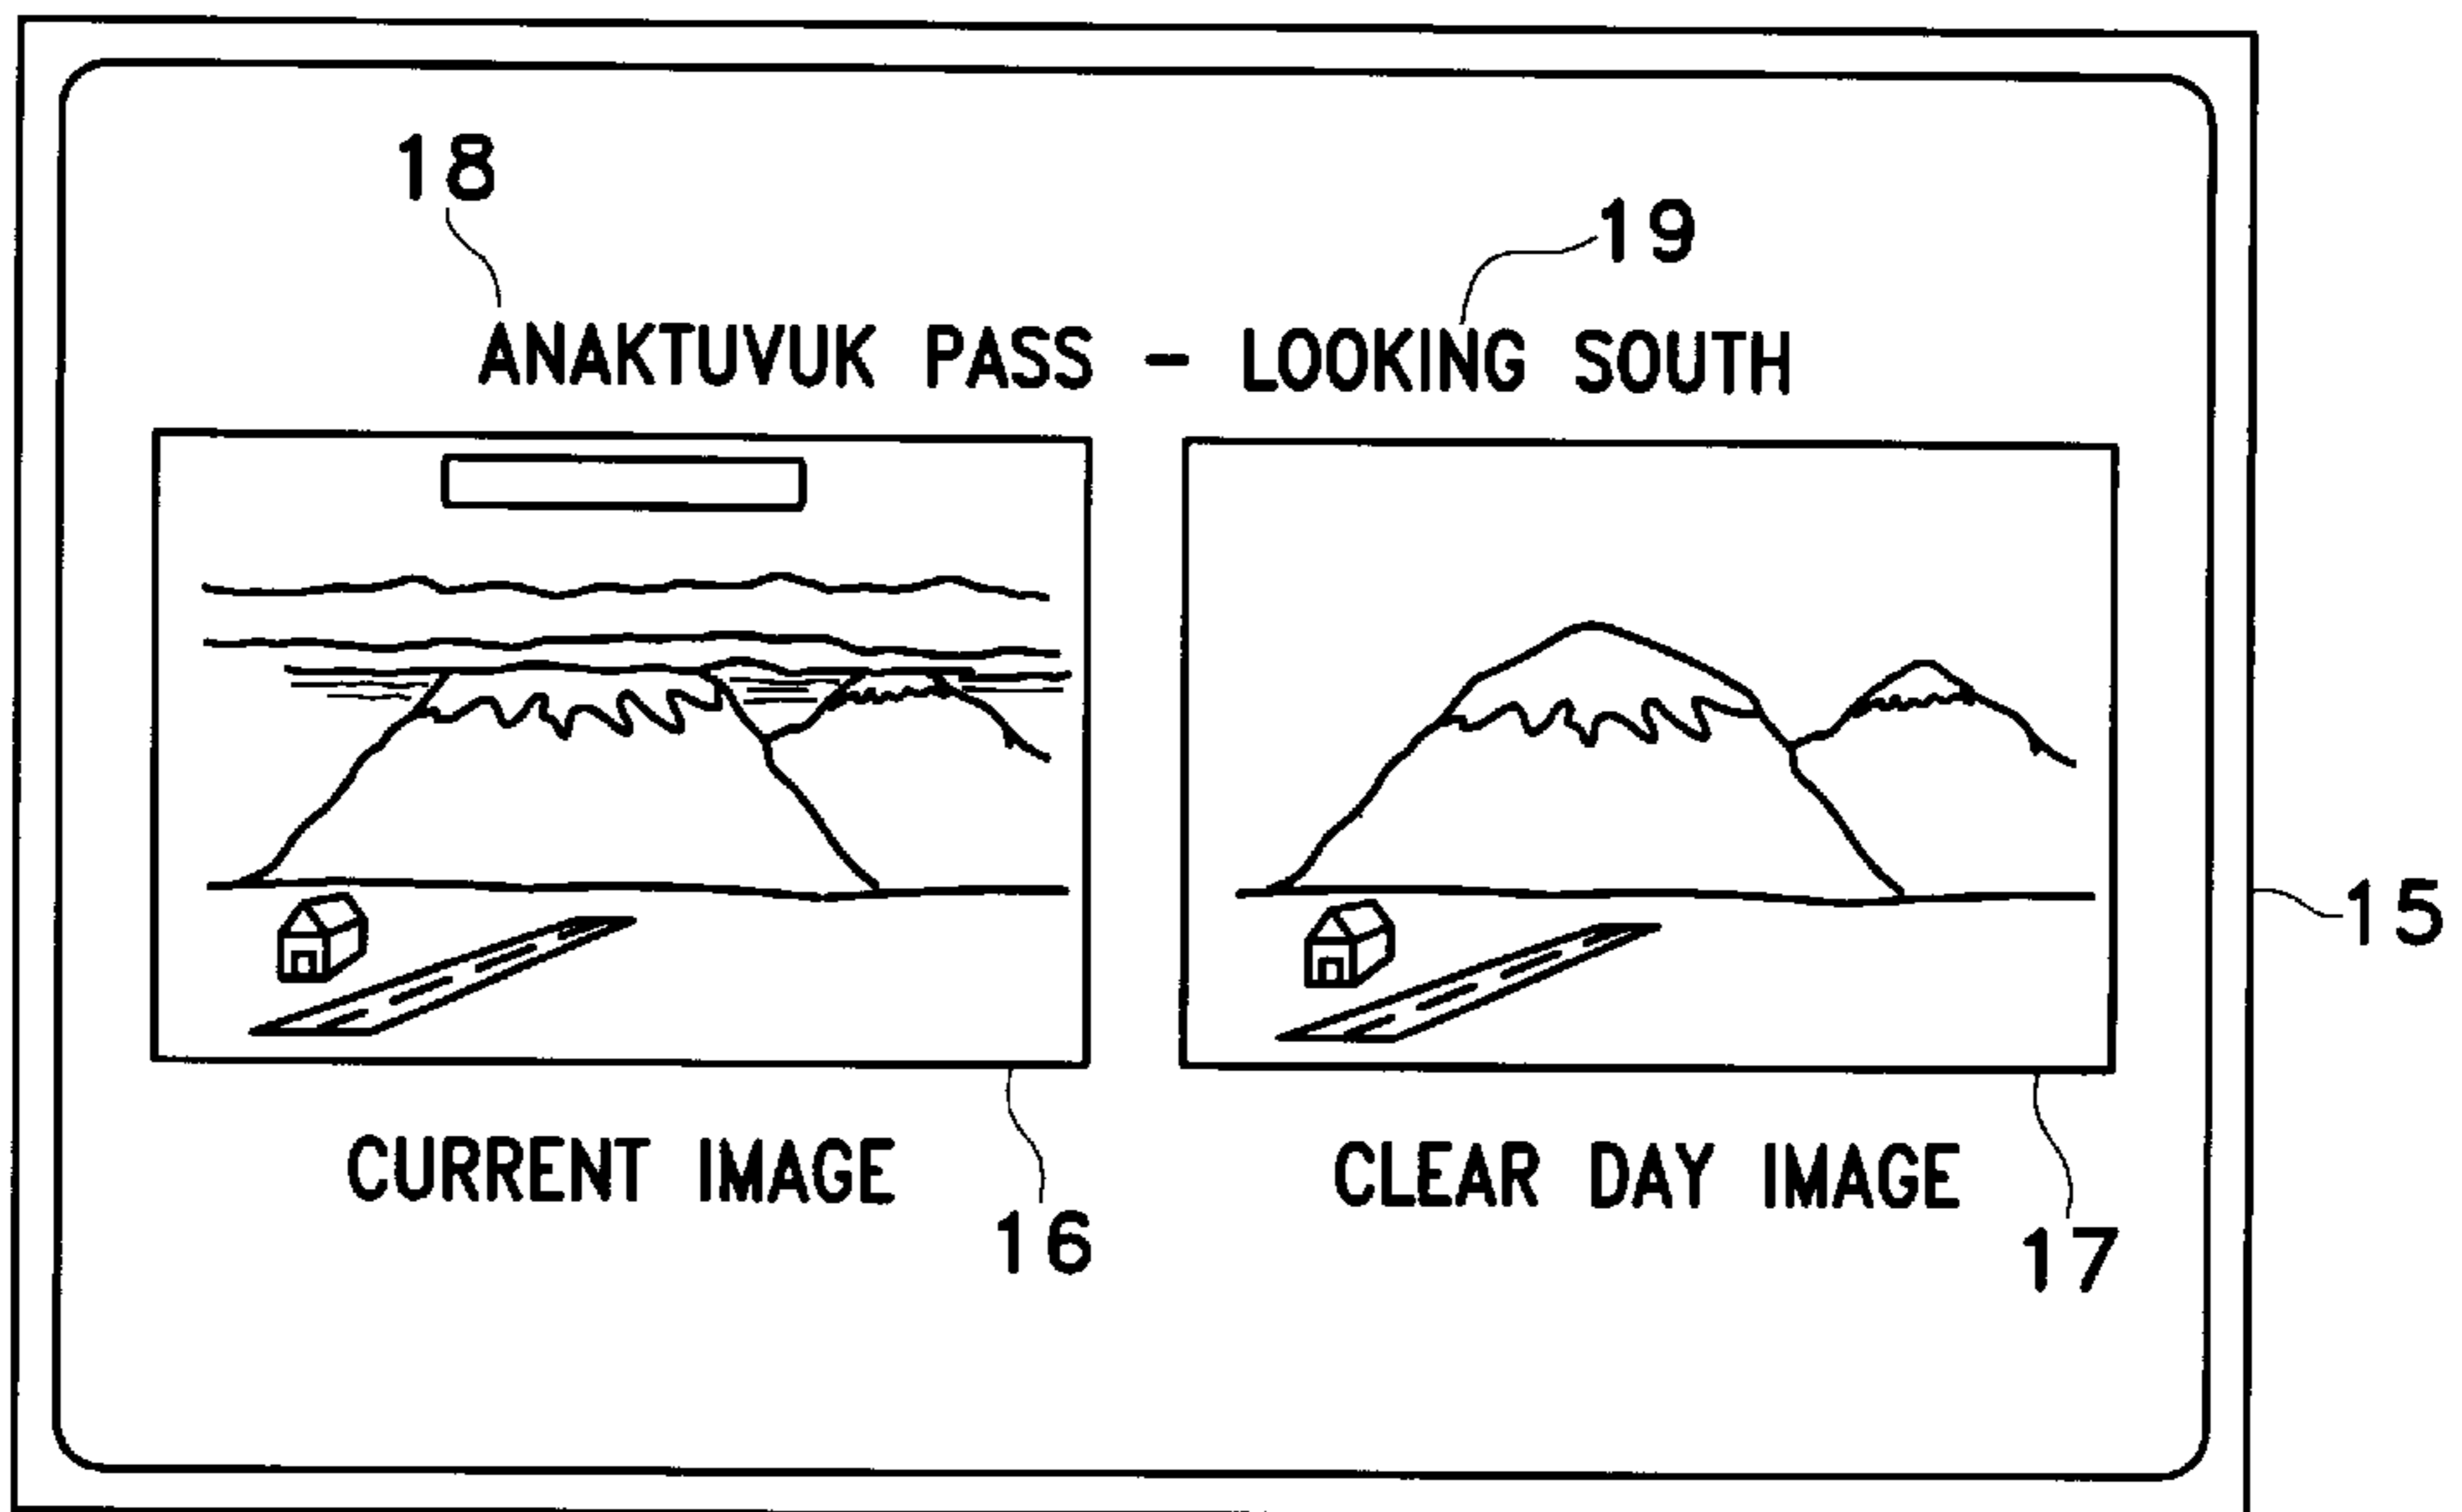 18
19
ANAKTUVUK PASS - LOOKING SOUTH
15
CURRENT IMAGE
CLEAR DAY IMAGE
16
17